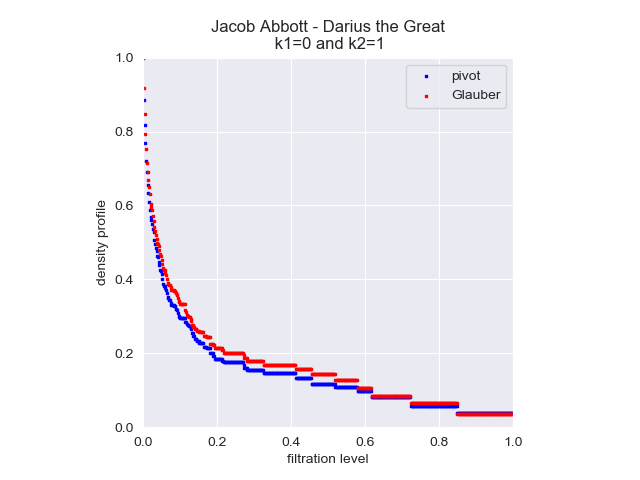 Jacob Abbott - Darius the Great
k1=0 and k2=1
pivot
Glauber
density profile
1.0
0.8
0.6
0.4
0.2
0.0
0.0 0.2 0.4 0.6 0.8 1.0
filtration level